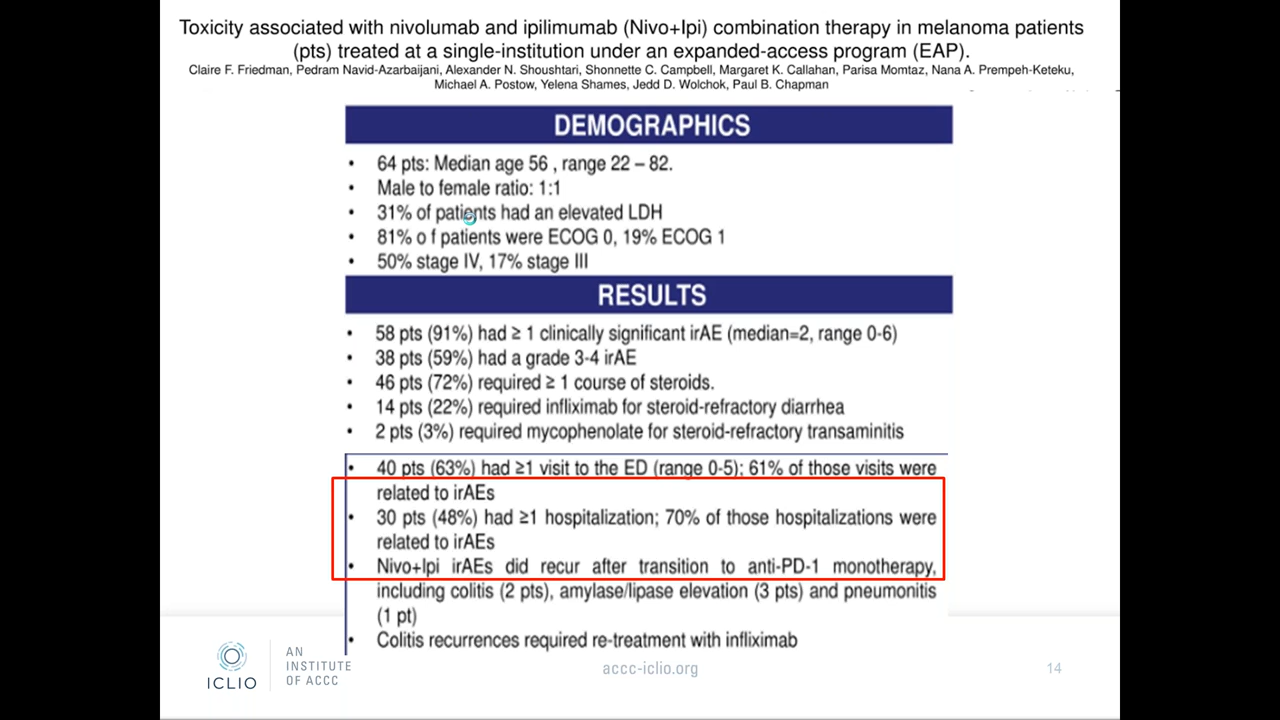 Toxicity associated with nivolumab and ipilimumab (Nivo+Ipi) combination therapy in melanoma patients
(pts) treated at a single-institution under an expanded-access program (EAP).
Claire F. Friedman, Pedram Navid-Azarbaijani, Alexander N. Shoushtari, Shonnette C. Campbell, Margaret K. Callahan, Parisa Momtaz, Nana A. Prempeh-Keteku,
Michael A. Postow, Yelena Shames, Jedd D. Wolchok, Paul B. Chapman
DEMOGRAPHICS
• 64 pts: Median age 56 , range 22 – 82.
• Male to female ratio: 1:1
• 31% of patients had an elevated LDH
• 81% o f patients were ECOG 0, 19% ECOG 1
• 50% stage IV, 17% stage III
RESULTS
• 58 pts (91%) had ≥ 1 clinically significant irAE (median=2, range 0-6)
• 38 pts (59%) had a grade 3-4 irAE
• 46 pts (72%) required ≥ 1 course of steroids.
• 14 pts (22%) required infliximab for steroid-refractory diarrhea
• 2 pts (3%) required mycophenolate for steroid-refractory transaminitis
• 40 pts (63%) had ≥1 visit to the ED (range 0-5); 61% of those visits were
related to irAEs
• 30 pts (48%) had ≥1 hospitalization; 70% of those hospitalizations were
related to irAEs
• Nivo+Ipi irAEs did recur after transition to anti-PD-1 monotherapy,
including colitis (2 pts), amylase/lipase elevation (3 pts) and pneumonitis
(1 pt)
• Colitis recurrences required re-treatment with infliximab
ICLIO
AN
INSTITUTE
OF ACCC
accc-iclio.org
14